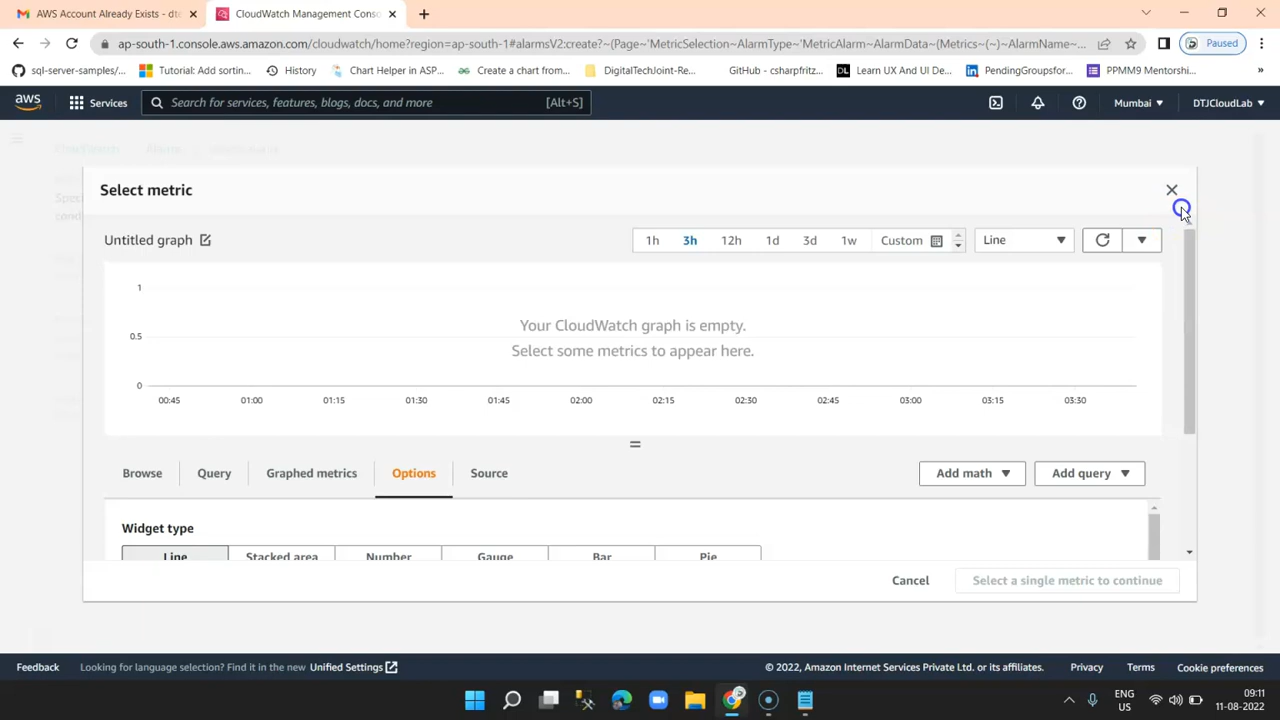 AWS Account Already Exists - dte
CloudWatch Management Conso
ap-south-1.console.aws.amazon.com/cloudwatch/home?region=ap-south-1#alarmsV2:create?~(Page~'MetricSelection~AlarmType~'MetricAlarm~AlarmData~(Metrics~(~)~AlarmName~...
Paused
sql-server-samples/...
Tutorial: Add sortin...
History
Chart Helper in ASP...
Create a chart from...
DigitalTechJoint-Re...
GitHub - csharpfritz...
DL Learn UX And UI De...
PendingGroupsfor...
PPMM9 Mentorshi...
aws
Services
Search for services, features, blogs, docs, and more
[Alt+S]
Mumbai
DTJCloudLab
Select metric
Untitled graph
1h 3h 12h 1d 3d 1w Custom
Line
1
Your CloudWatch graph is empty.
0.5
Select some metrics to appear here.
0
00:45 01:00 01:15 01:30 01:45 02:00 02:15 02:30 02:45 03:00 03:15 03:30
Browse
Query
Graphed metrics
Options
Source
Add math
Add query
Widget type
Line
Stacked area
Number
Gauge
Bar
Pie
Cancel
Select a single metric to continue
Feedback
Looking for language selection? Find it in the new Unified Settings
© 2022, Amazon Internet Services Private Ltd. or its affiliates.
Privacy
Terms
Cookie preferences
ENG
US
09:11
11-08-2022